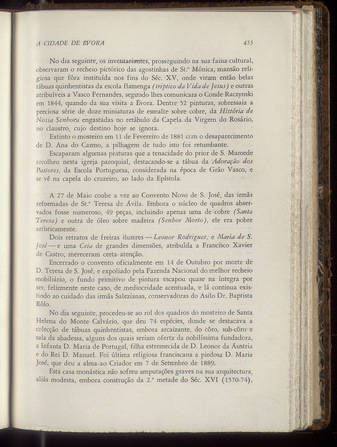 A CIDADE DE ÉVORA 455
No dia seguinte, os inventariantes, prosseguindo na sua faina cultural,
observaram o recheio pictórico das agostinhas de St.ª Mónica, mansão reli-
giosa que fôra instituída nos fins do Séc. XV, onde viram então belas
tábuas quinhentistas da escola flamenga (tríptico da Vida de Jesus) e outras
atribuíveis a Vasco Fernandes, segundo lhes comunicara o Conde Raczynski
em 1844, quando da sua visita a Évora. Dentre 52 pinturas, sobressaía a
preciosa série de doze miniaturas de esmalte sobre cobre, da História de
Nossa Senhora engastadas no retábulo da Capela da Virgem do Rosário,
no claustro, cujo destino hoje se ignora.
Extinto o mosteiro em 11 de Fevereiro de 1881 com o desaparecimento
de D. Ana do Carmo, a pilhagem de tudo isto foi estumbante.
Escaparam algumas pinturas que a tenacidade do prior de S. Mamede
recolheu nesta igreja paroquial, destacando-se a tábua da Adoração dos
Pastores, da Escola Portuguesa, considerada na época de Grão Vasco, e
se vê na capela do cruzeiro, ao lado da Epístola.
A 27 de Maio coube a vez ao Convento Novo de S. José, das irmãs
reformadas de St.ª Teresa de Ávila. Embora o núcleo de quadros obser-
vados fosse numeroso, 49 peças, incluindo apenas uma de cobre (Santa
Teresa) e outra de óleo sobre madeira (Senhor Morto), ele era pobre
artìsticamente.
Dois retratos de freiras ilustres — Leonor Rodrigues, e Maria de S.
José — e uma Ceia de grandes dimensões, atribuída a Francisco Xavier
de Castro, mereceram certa atenção.
Encerrado o convento oficialmente em 14 de Outubro por morte de
D. Teresa de S. José, e expoliado pela Fazenda Nacional do melhor recheio
mobiliário, o fundo primitivo de pintura escapou quase na íntegra por
ser, felizmente neste caso, de mediocridade acentuada, e lá continua exis-
tindo ao cuidado das irmãs Salezianas, conservadoras do Asilo Dr. Baptista
Rôlo.
No dia seguinte, procedeu-se ao rol dos quadros do mosteiro de Santa
Helena do Monte Calvário, que deu 74 espécies, donde se destacava a
colecção de tábuas quinhentistas, embora arcaizante, do côro, sub-côro e
sala da abadessa, alguns dos quais seriam oferta da nobilíssima fundadora,
a Infanta D. Maria de Portugal, filha estremecida de D. Leonor da Áustria
e do Rei D. Manuel. Foi última religiosa franciscana a piedosa D. Maria
José, que deu a alma ao Criador em 7 de Setembro de 1889.
Esta casa monástica não sofreu amputações graves na sua arquitectura,
aliás modesta, embora construção da 2.ª metade do Séc. XVI (1570-74),